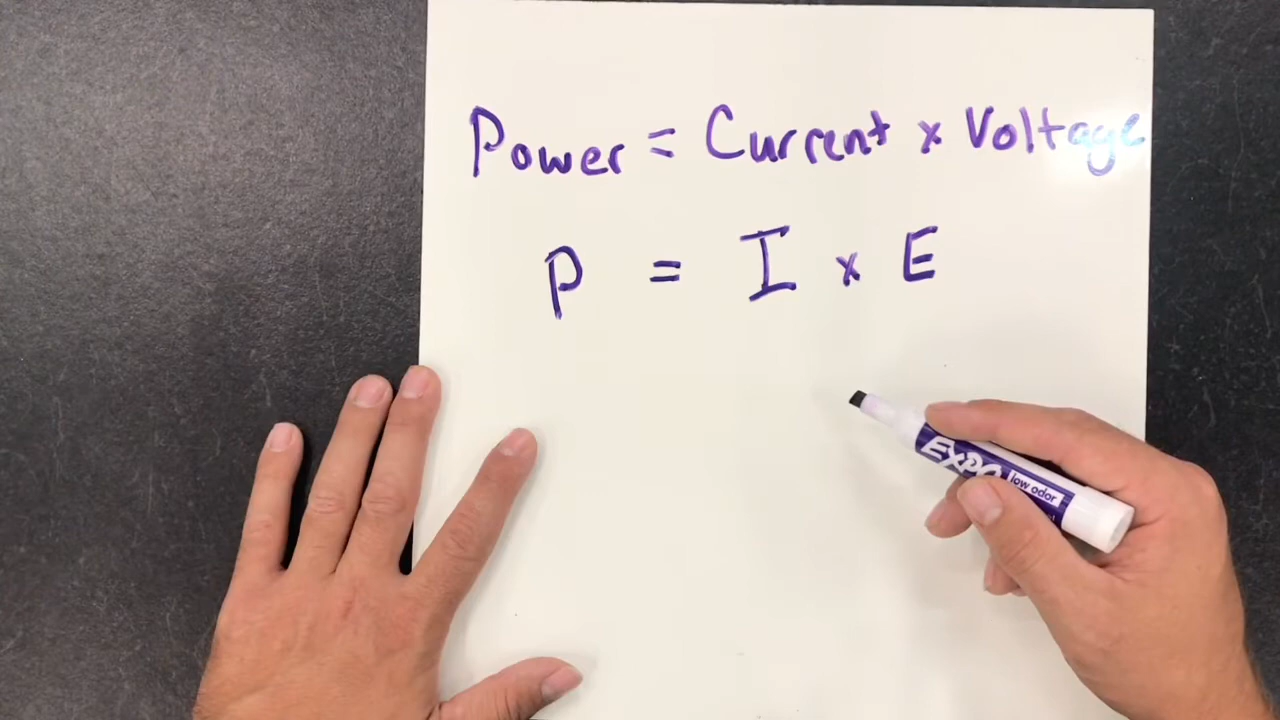 Power = Current x Voltage
P = I x E
EXPO
low odor